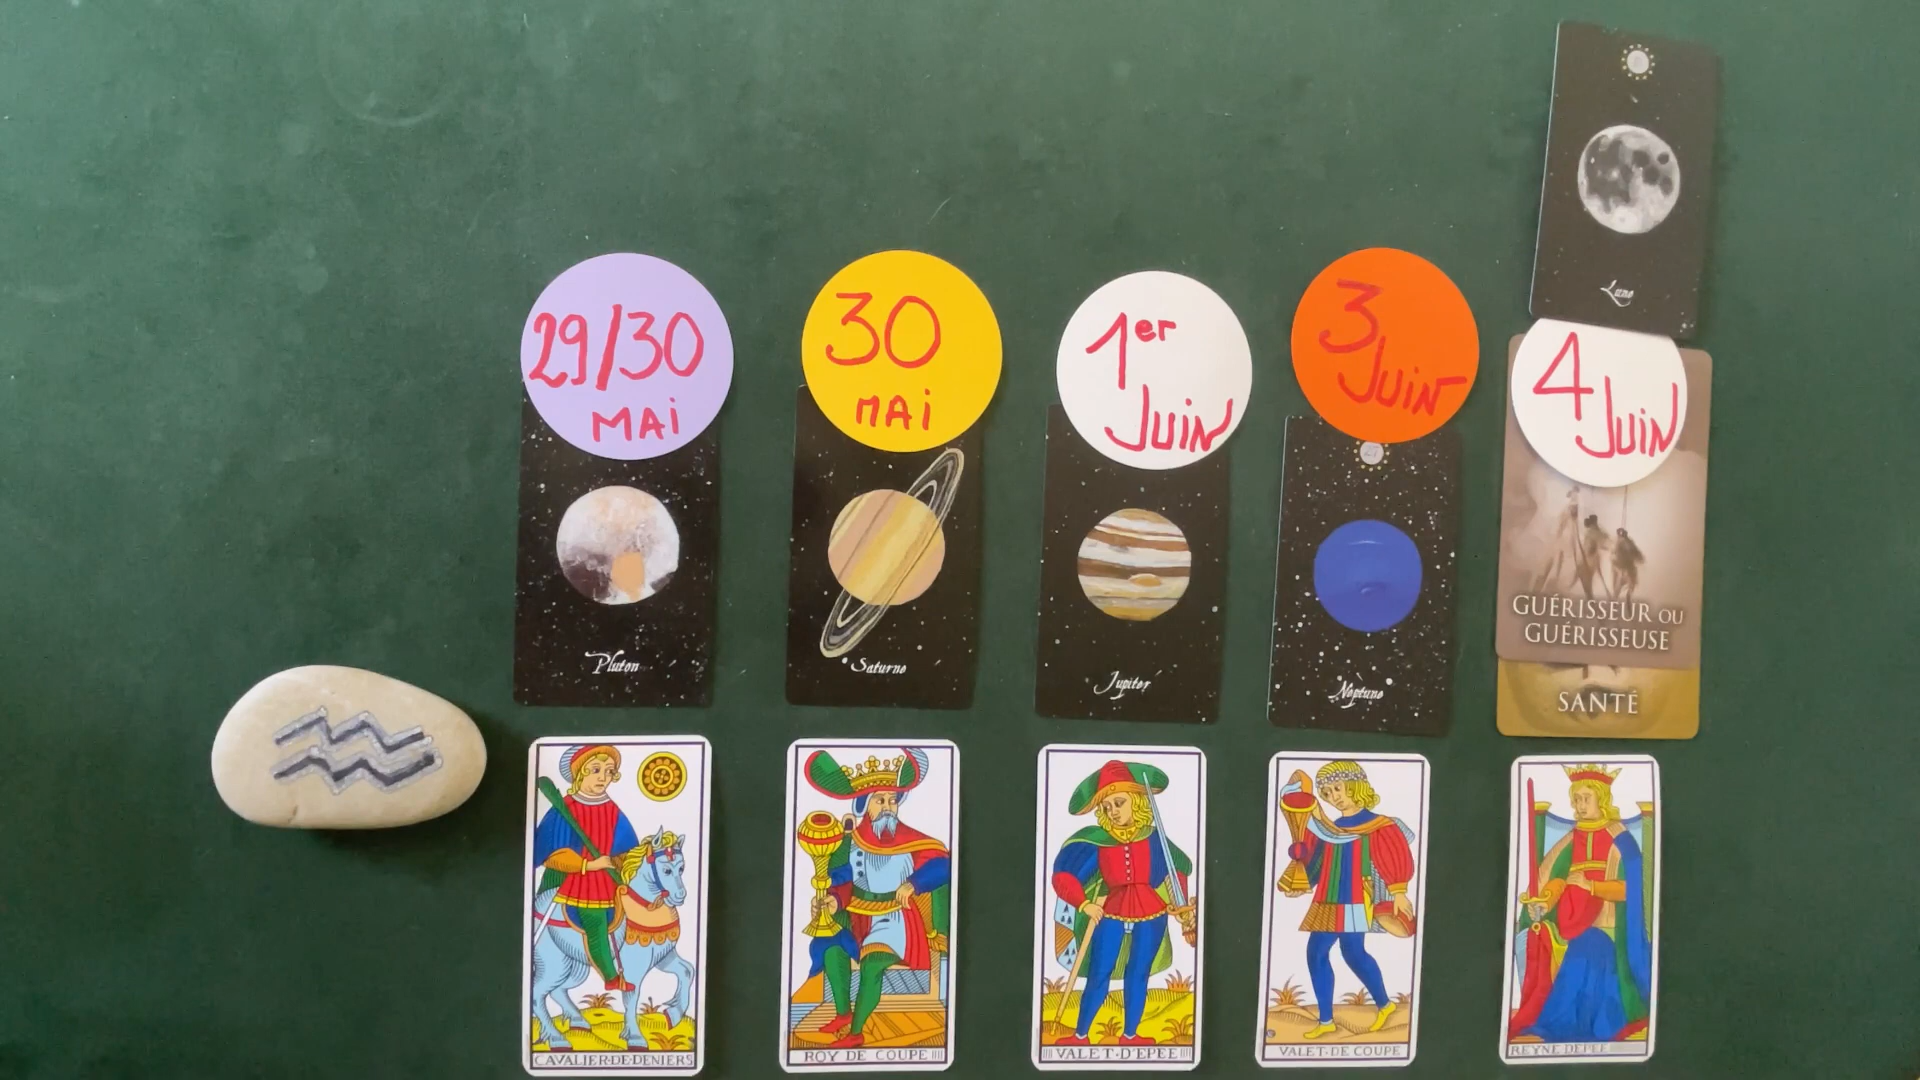 Lune
29/30
MAi
30
MAi
1er
JUIN
3
JUIN
4
JUIN
Pluton
Saturne
Jupiter
Neptune
GUÉRISSEUR OU
GUÉRISSEUSE
SANTÉ
CAVALIER·DE·DENIERS
ROY DE COUPE
VALET·D'EPEE
VALET·DE COUPE
REYNE DEPEE